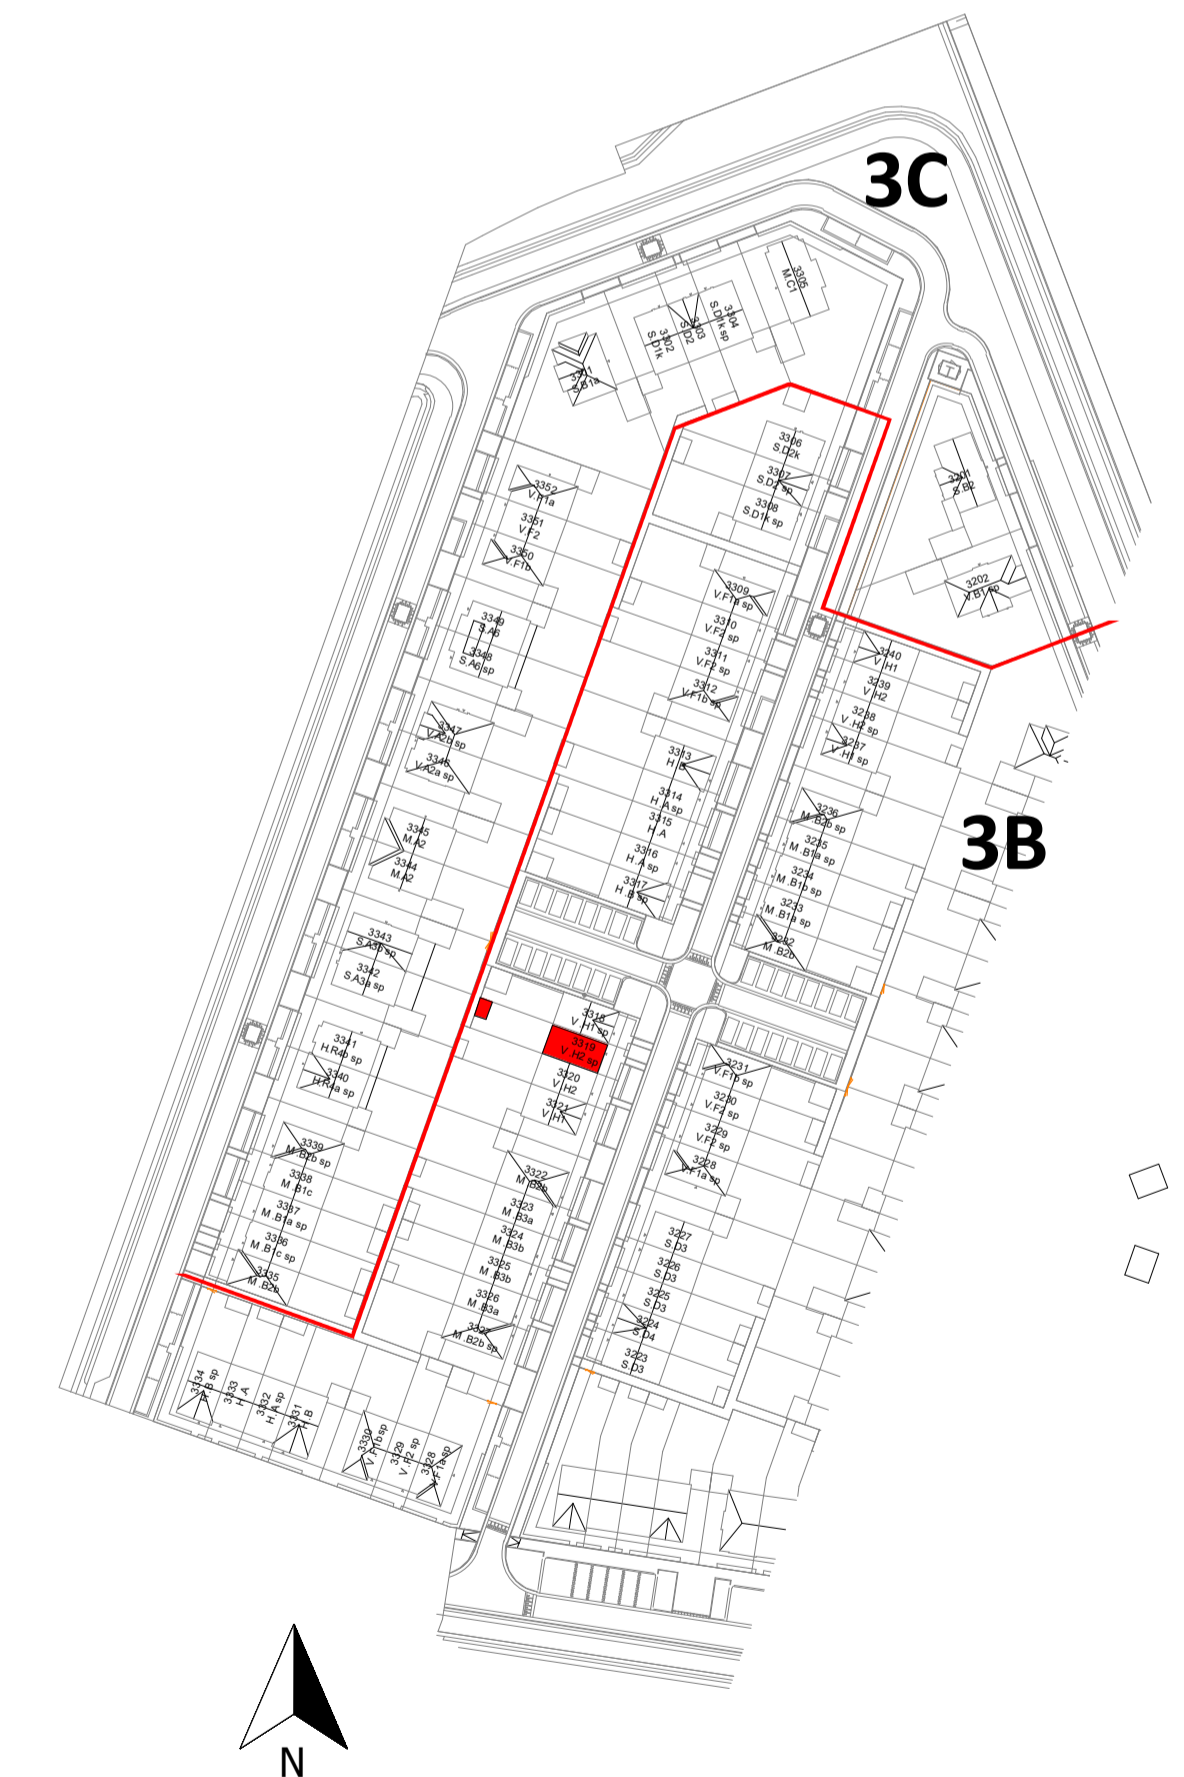 3C
3305
M.C1
3304
S.D1k sp
3303
S.D2
3302
S.D1k
3301
S.B1a
3306
S.D2k
3307
S.D2 sp
3308
S.D1k sp
3201
S.B2
3202
V.B1 sp
3352
V.F1a
3351
V.F2
3350
V.F1b
3309
V.F1a sp
3310
V.F2 sp
3311
V.F2 sp
3312
V.F1b sp
3349
S.A6
3348
S.A6 sp
3240
V.H1
3239
V.H2
3238
V.H2 sp
3237
V.H1 sp
3347
V.A2b sp
3346
V.A2a sp
3313
H.B
3314
H.A sp
3315
H.A
3316
H.A sp
3317
H.B sp
3B
3236
M.B2b sp
3235
M.B1a sp
3234
M.B1b sp
3233
M.B1a sp
3232
M.B2b
3345
M.A2
3344
M.A2
3343
S.A3b sp
3342
S.A3a sp
3318
V.H1 sp
3319
V.H2 sp
3320
V.H2
3321
V.H1
3341
H.R4b sp
3340
H.R4a sp
3231
V.F1b sp
3230
V.F2 sp
3229
V.F2 sp
3228
V.F1a sp
3339
M.B2b sp
3338
M.B1c
3337
M.B1a sp
3336
M.B1c sp
3335
M.B2b
3322
3323
M.B3a
3324
M.B3b
3325
M.B3b
3326
M.B3a
3327
M.B2b sp
3227
S.D3
3226
S.D3
3225
S.D3
3224
S.D4
3223
S.D3
3334
H.B sp
3333
H.A
3332
H.A sp
3331
H.B
3330
V.F1b sp
3329
V.F2 sp
3328
V.F1a sp
N